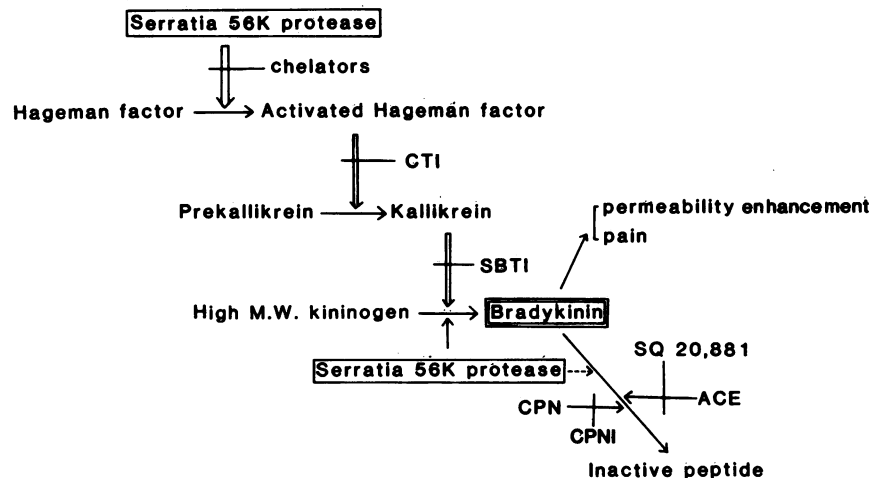 Serratia 56K protease
chelators
Hageman factor
Activated Hageman factor
CTI
Prekallikrein
Kallikrein
permeability enhancement
pain
SBTI
High M.W. kininogen
Bradykinin
SQ 20,881
Serratia 56K protease
CPN
ACE
CPNI
Inactive peptide